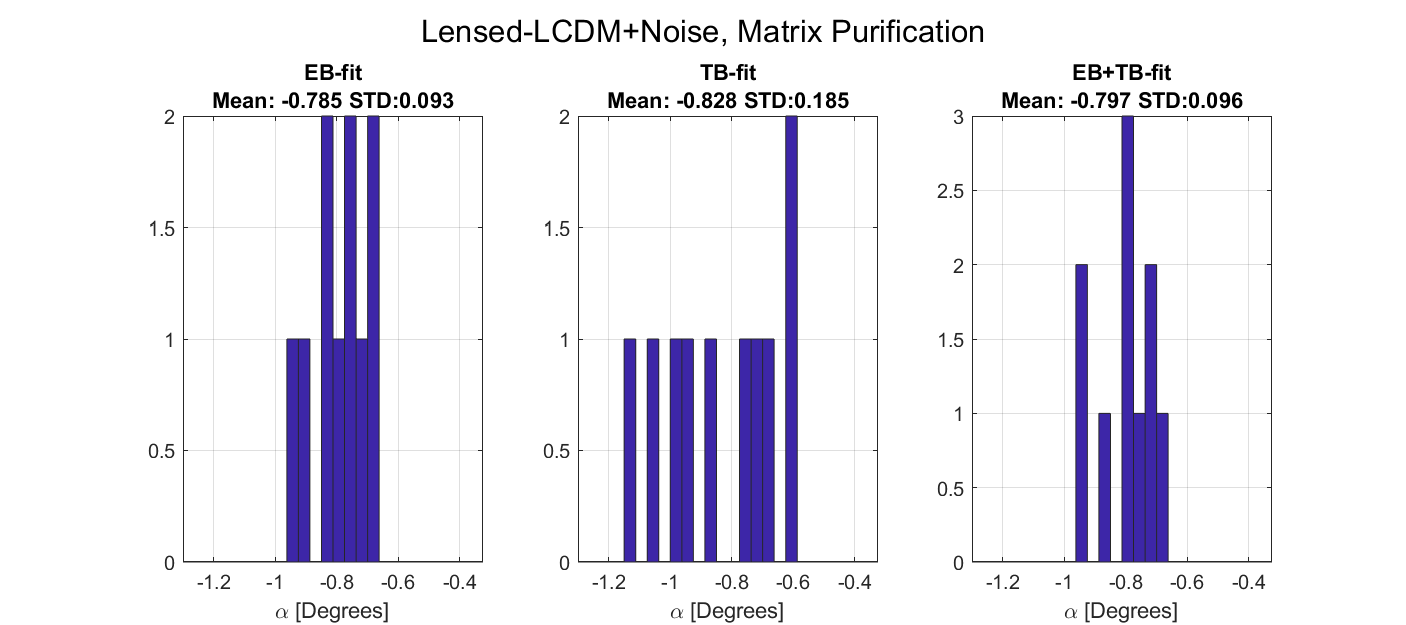 Lensed-LCDM+Noise, Matrix Purification
EB-fit
Mean: -0.785 STD:0.093
2
1.5
1
0.5
0
-1.2 -1 -0.8 -0.6 -0.4
α [Degrees]
TB-fit
Mean: -0.828 STD:0.185
2
1.5
1
0.5
0
-1.2 -1 -0.8 -0.6 -0.4
α [Degrees]
EB+TB-fit
Mean: -0.797 STD:0.096
3
2.5
2
1.5
1
0.5
0
-1.2 -1 -0.8 -0.6 -0.4
α [Degrees]